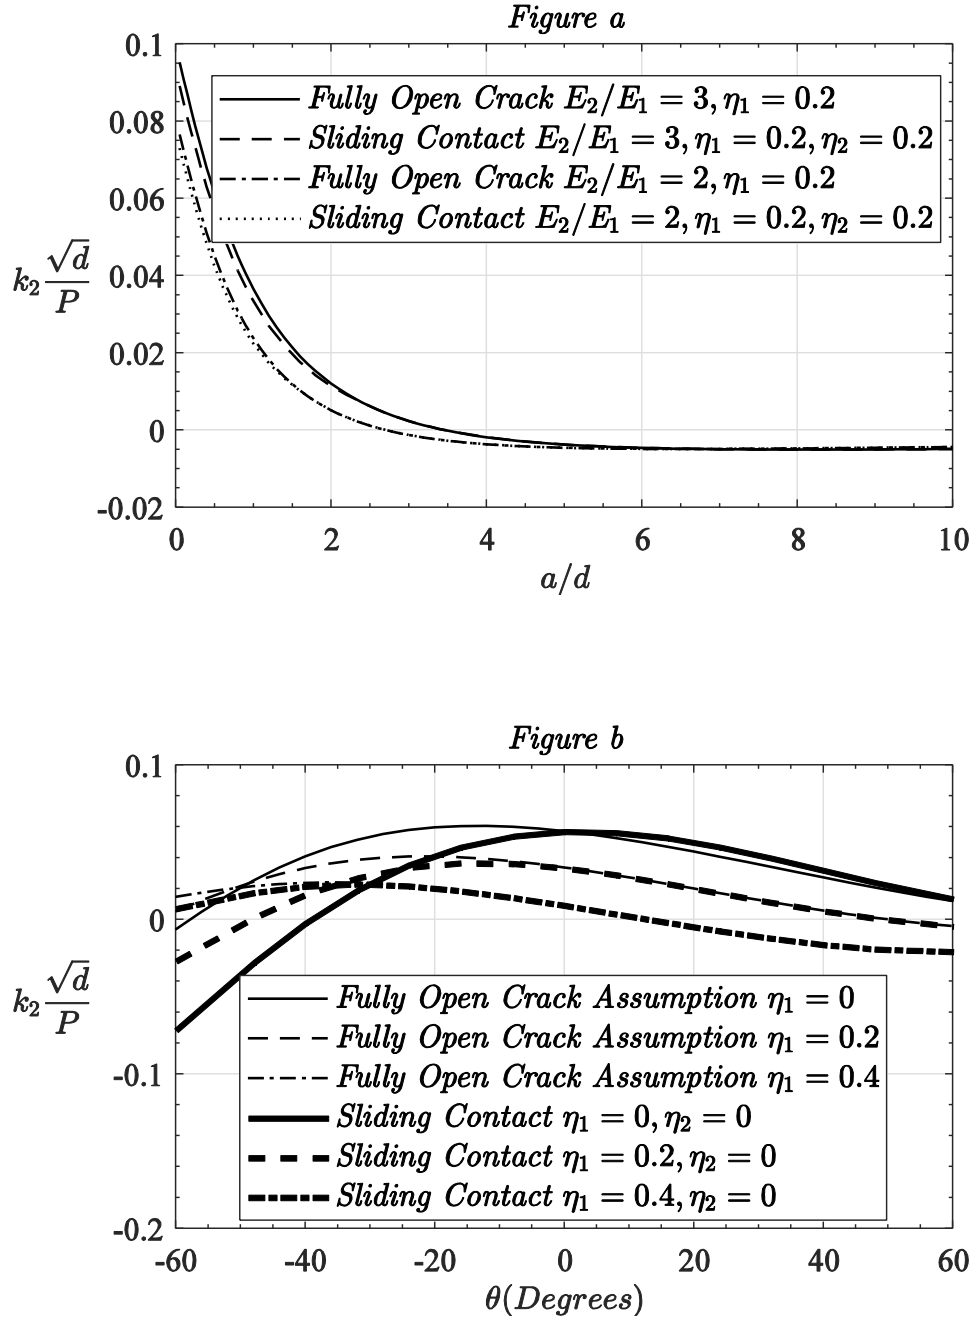 Figure a
0.1
Fully Open Crack E₂/E₁ = 3, η₁ = 0.2
0.08
Sliding Contact E₂/E₁ = 3, η₁ = 0.2, η₂ = 0.2
Fully Open Crack E₂/E₁ = 2, η₁ = 0.2
0.06
Sliding Contact E₂/E₁ = 2, η₁ = 0.2, η₂ = 0.2
k₂ √d/P
0.04
0.02
0
-0.02
0 2 4 6 8 10
a/d
Figure b
0.1
0
k₂ √d/P
Fully Open Crack Assumption η₁ = 0
Fully Open Crack Assumption η₁ = 0.2
-0.1
Fully Open Crack Assumption η₁ = 0.4
Sliding Contact η₁ = 0, η₂ = 0
Sliding Contact η₁ = 0.2, η₂ = 0
Sliding Contact η₁ = 0.4, η₂ = 0
-0.2
-60 -40 -20 0 20 40 60
θ(Degrees)